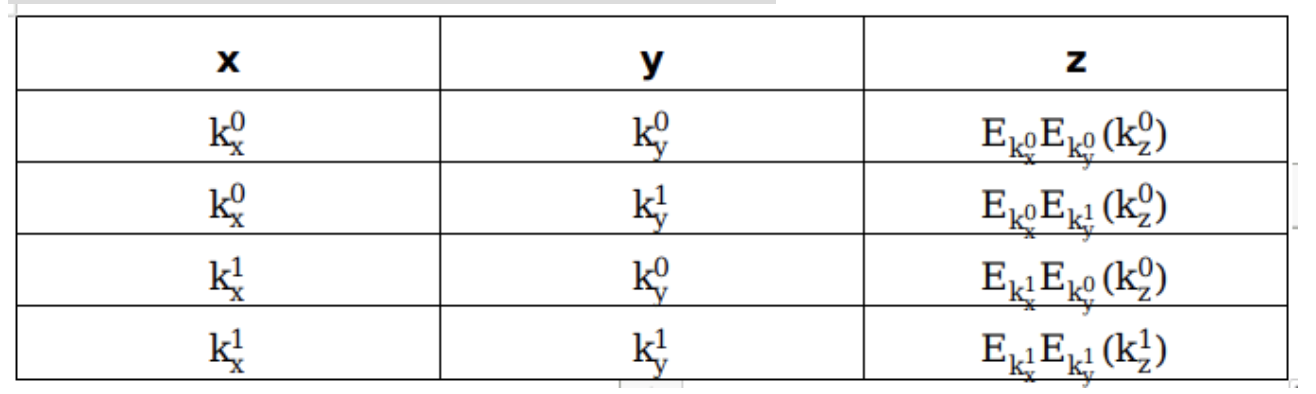 x y z
k_x^0 k_y^0 E_{k_x^0}E_{k_y^0}(k_z^0)
k_x^0 k_y^1 E_{k_x^0}E_{k_y^1}(k_z^0)
k_x^1 k_y^0 E_{k_x^1}E_{k_y^0}(k_z^0)
k_x^1 k_y^1 E_{k_x^1}E_{k_y^1}(k_z^1)